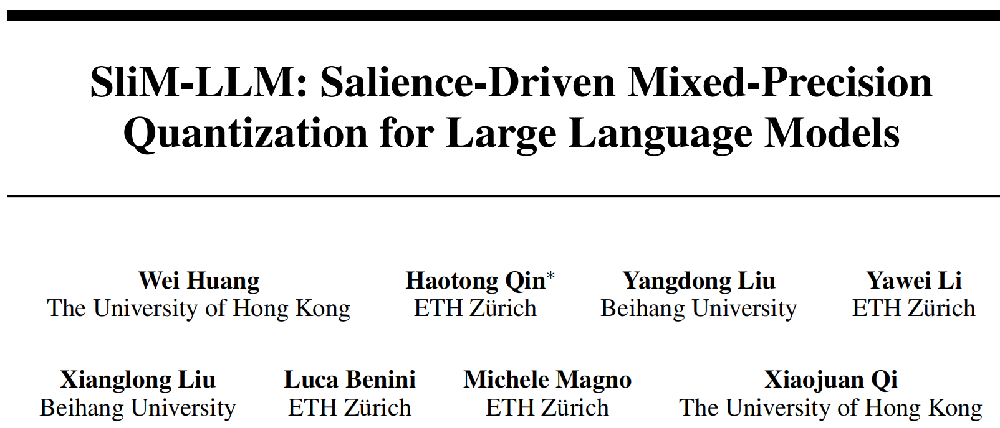 SliM-LLM: Salience-Driven Mixed-Precision
Quantization for Large Language Models
Wei Huang Haotong Qin* Yangdong Liu Yawei Li
The University of Hong Kong ETH Zürich Beihang University ETH Zürich
Xianglong Liu Luca Benini Michele Magno Xiaojuan Qi
Beihang University ETH Zürich ETH Zürich The University of Hong Kong